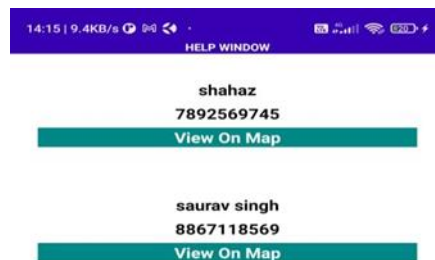 14:15 | 9.4KB/s
HELP WINDOW
shahaz
7892569745
View On Map
saurav singh
8867118569
View On Map